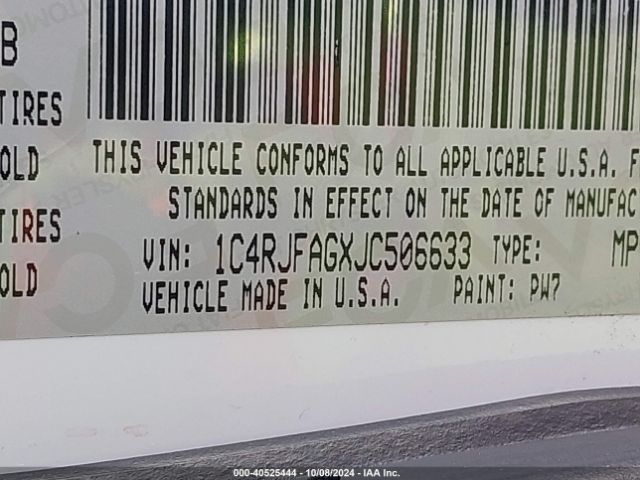 B
TIRES
OLD
TIRES
OLD
THIS VEHICLE CONFORMS TO ALL APPLICABLE U.S.A. F
STANDARDS IN EFFECT ON THE DATE OF MANUFAC
VIN: 1C4RJFAGXJC506633 TYPE: MP
VEHICLE MADE IN U.S.A. PAINT: PW7
000-40525444 - 10/08/2024 - IAA Inc.